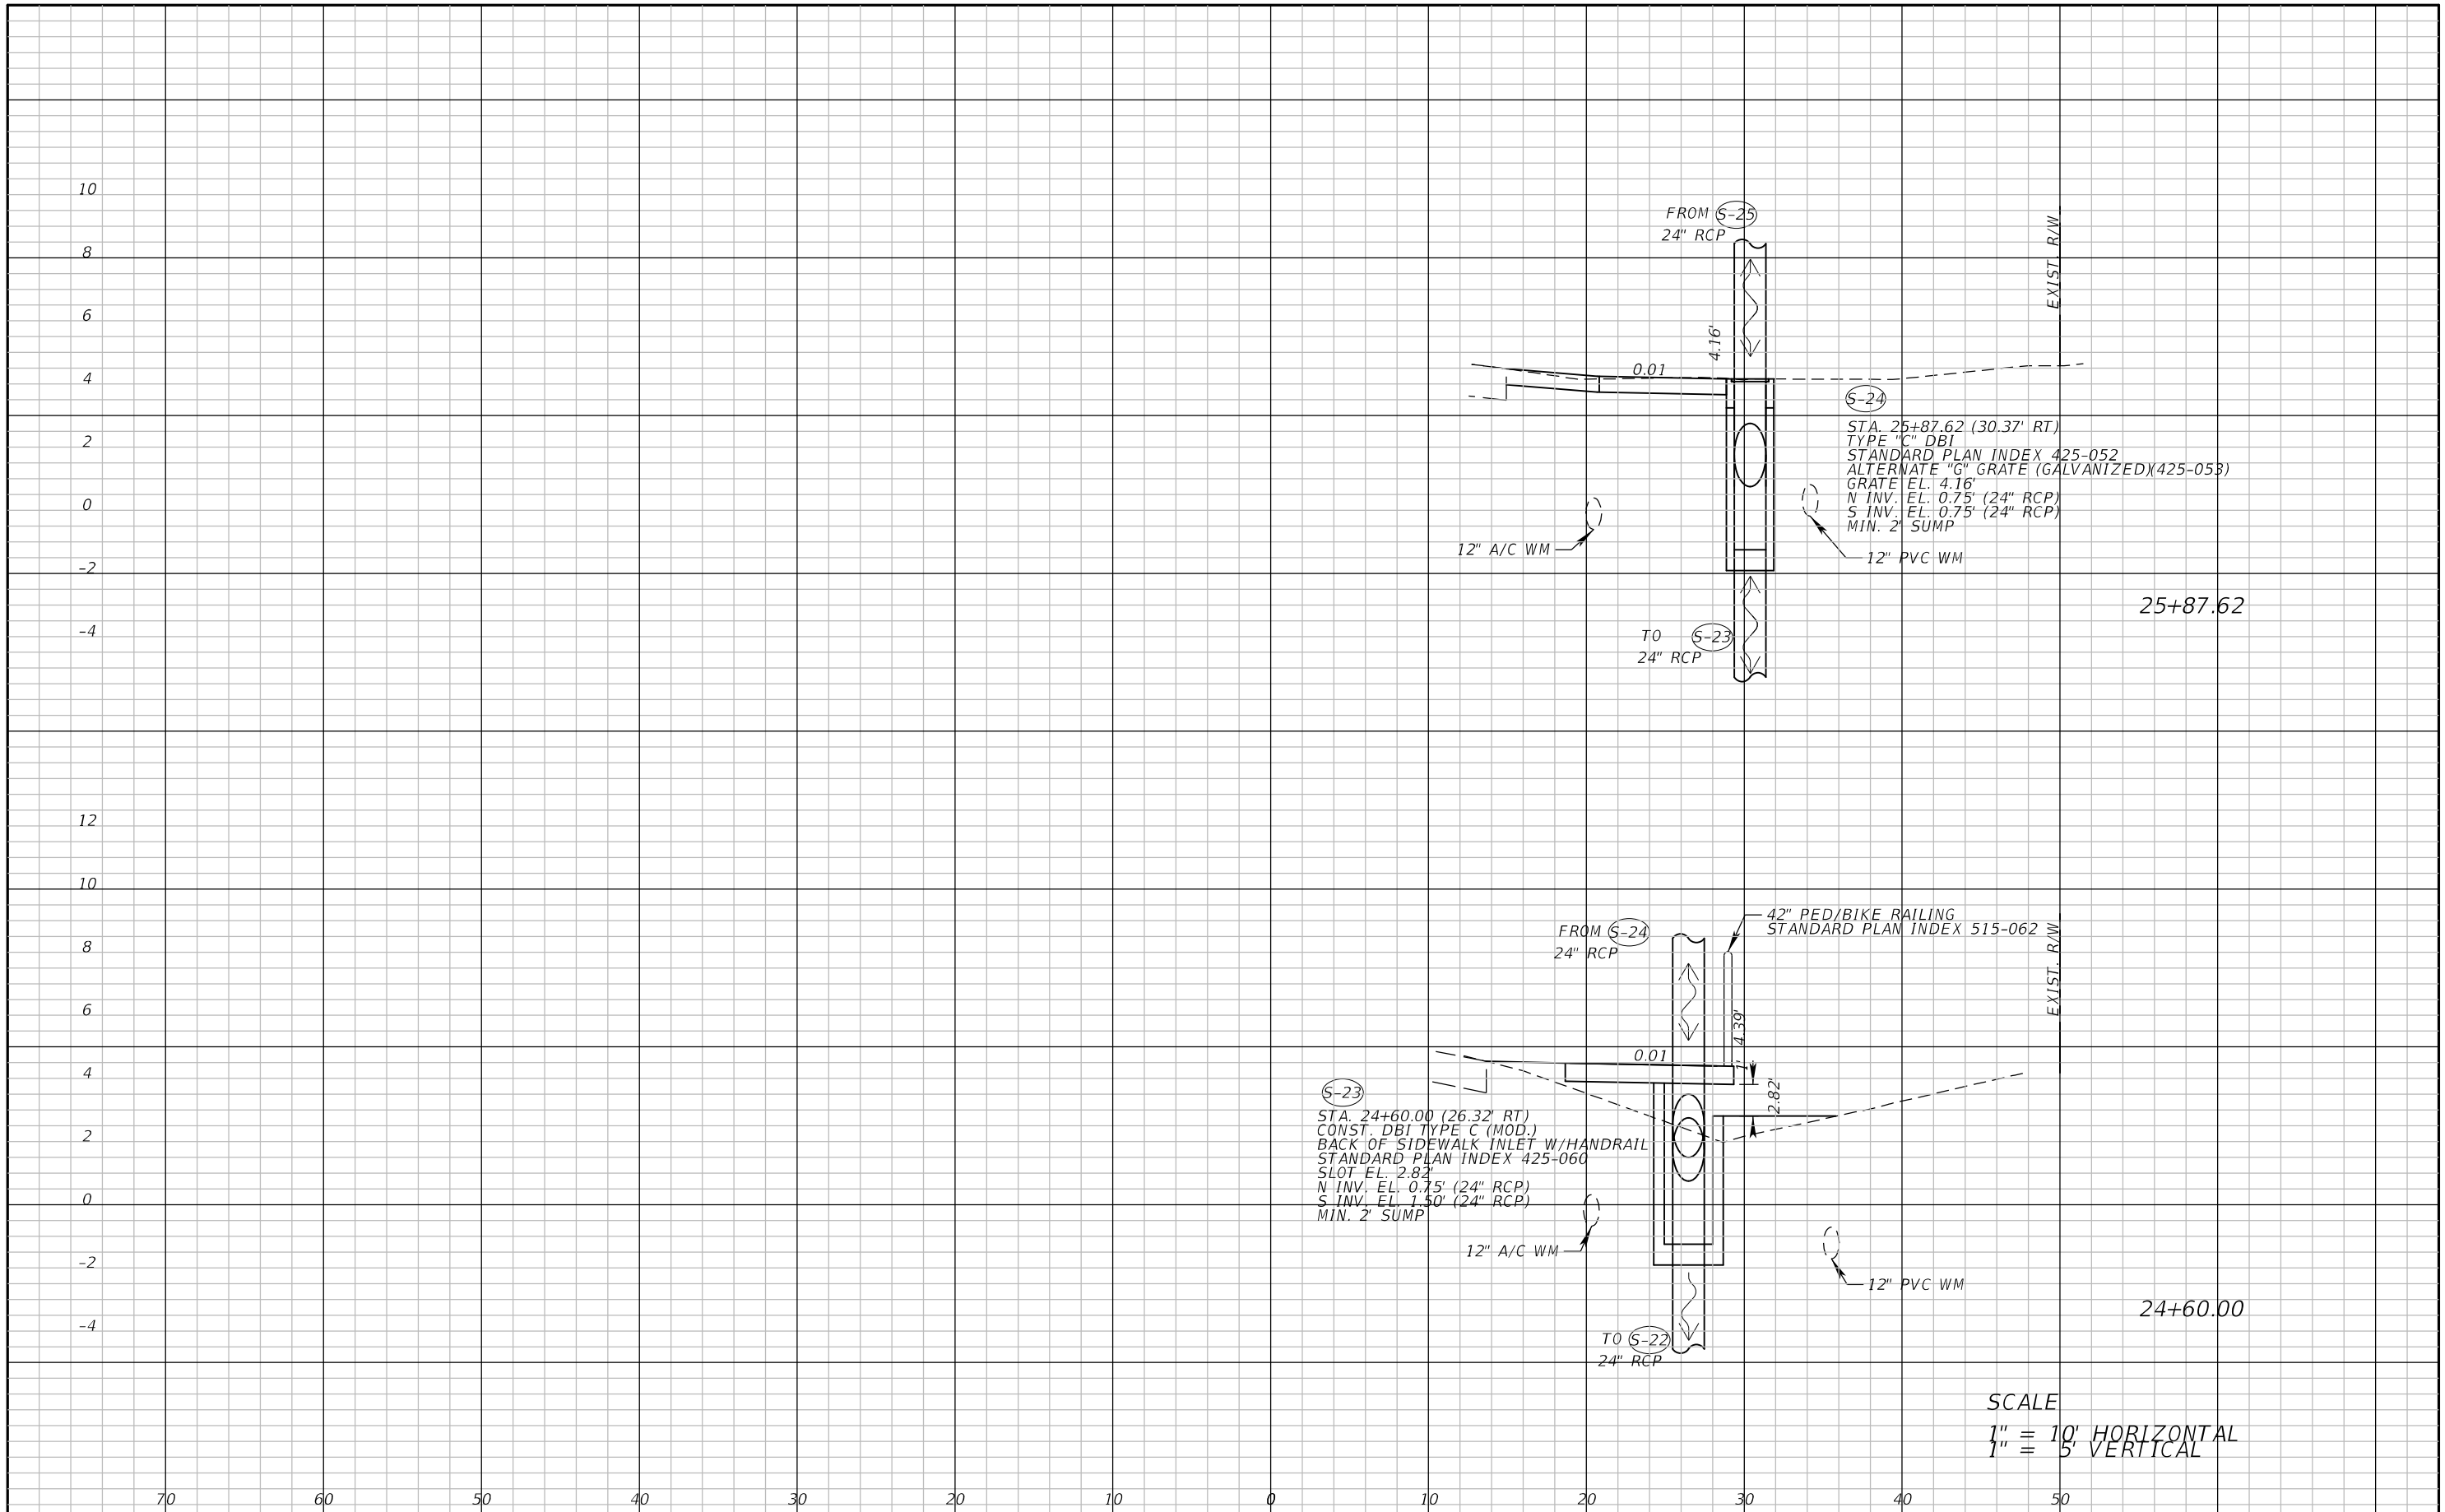 10
8
6
4
2
0
-2
-4
FROM S-25
24" RCP
EXIST. R/W
4.16'
0.01
S-24
STA. 25+87.62 (30.37' RT)
TYPE "C" DBI
STANDARD PLAN INDEX 425-052
ALTERNATE "G" GRATE (GALVANIZED)(425-053)
GRATE EL. 4.16'
N INV. EL. 0.75' (24" RCP)
S INV. EL. 0.75' (24" RCP)
MIN. 2' SUMP
12" A/C WM
12" PVC WM
25+87.62
TO S-23
24" RCP
12
10
8
6
4
2
0
-2
-4
42" PED/BIKE RAILING
STANDARD PLAN INDEX 515-062
FROM S-24
24" RCP
EXIST. R/W
4.39'
0.01
1'
2.82'
S-23
STA. 24+60.00 (26.32' RT)
CONST. DBI TYPE C (MOD.)
BACK OF SIDEWALK INLET W/HANDRAIL
STANDARD PLAN INDEX 425-060
SLOT EL. 2.82'
N INV. EL. 0.75' (24" RCP)
S INV. EL. 1.50' (24" RCP)
MIN. 2' SUMP
12" A/C WM
12" PVC WM
24+60.00
TO S-22
24" RCP
SCALE
1" = 10' HORIZONTAL
1" = 5' VERTICAL
70 60 50 40 30 20 10 0 10 20 30 40 50